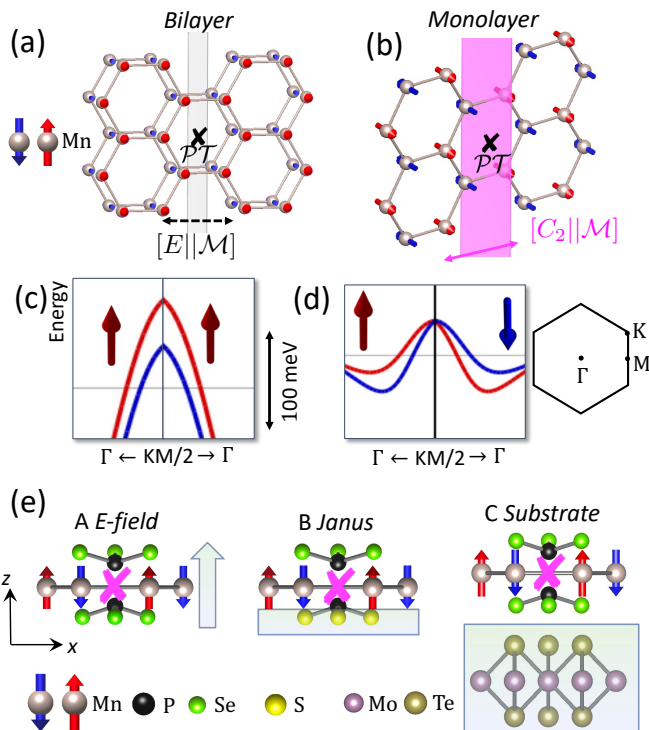 Bilayer
Monolayer
(a)
(b)
Mn
𝒫𝒯
𝒫𝒯
[E||ℳ]
[C₂||ℳ]
(c)
(d)
Energy
100 meV
K
M
Γ
Γ ← KM/2 → Γ
Γ ← KM/2 → Γ
(e)
A E-field
B Janus
C Substrate
z
x
Mn
P
Se
S
Mo
Te